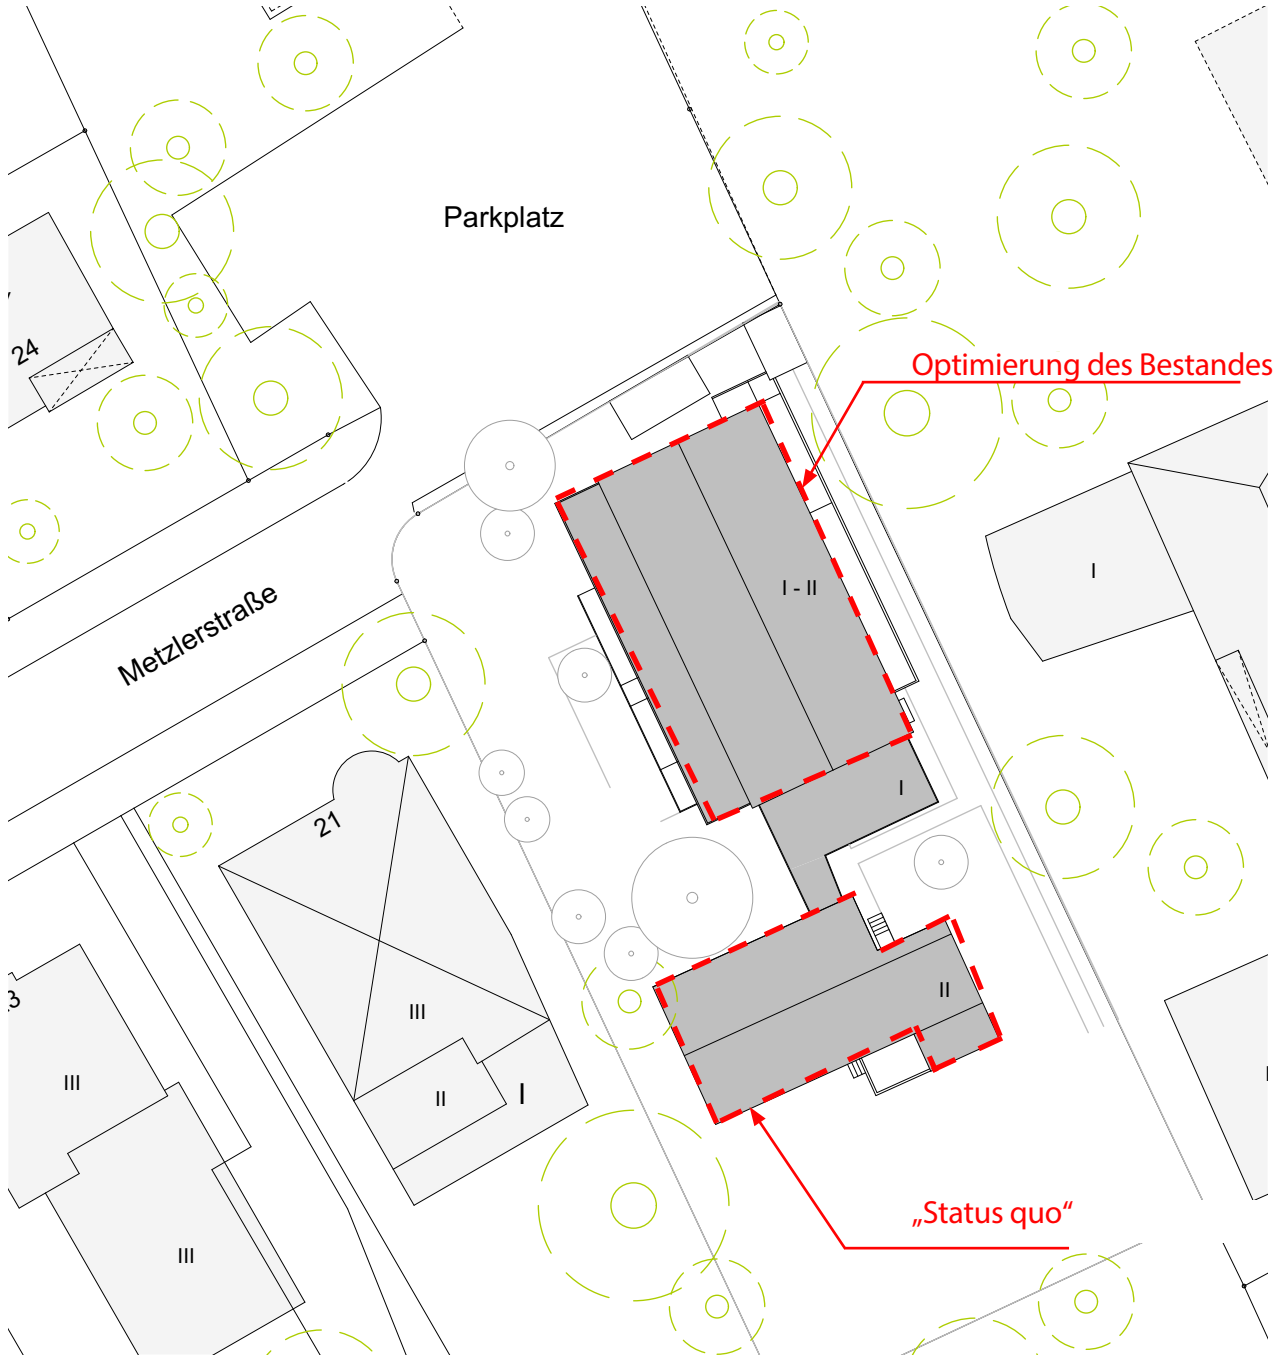 Parkplatz
24
Optimierung des Bestandes
I
I - II
Metzlerstraße
I
21
II
III
III
II
I
„Status quo“
III